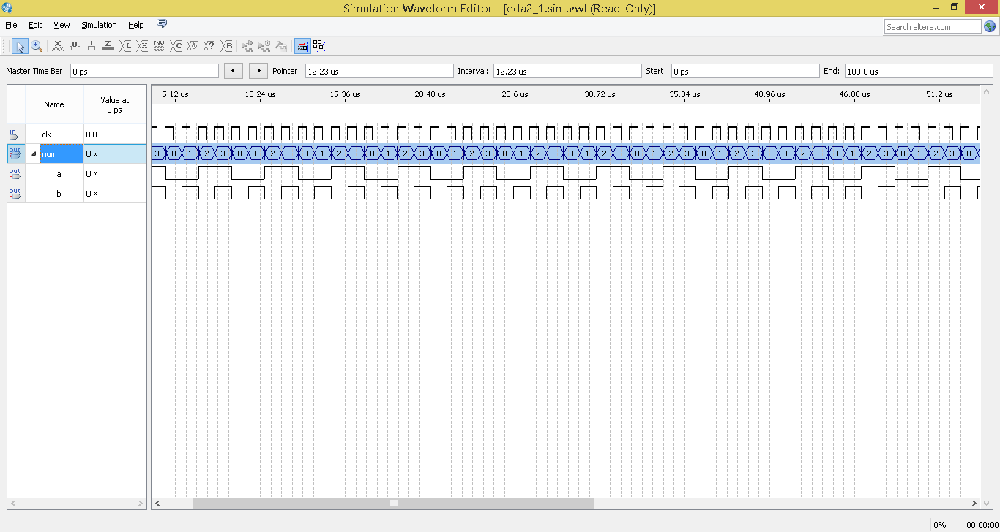 Simulation Waveform Editor - [eda2_1.sim.vwf (Read-Only)]
File Edit View Simulation Help
Search altera.com
INV
Master Time Bar: 0 ps Pointer: 12.23 us Interval: 12.23 us Start: 0 ps End: 100.0 us
Name Value at 0 ps
5.12 us 10.24 us 15.36 us 20.48 us 25.6 us 30.72 us 35.84 us 40.96 us 46.08 us 51.2 us
in clk B 0
out num U X 3 0 1 2 3 0 1 2 3 0 1 2 3 0 1 2 3 0 1 2 3 0 1 2 3 0 1 2 3 0 1 2 3 0 1 2 3 0 1 2 3 0 1 2 3 0 1 2 3 0
out a U X
out b U X
0% 00:00:00